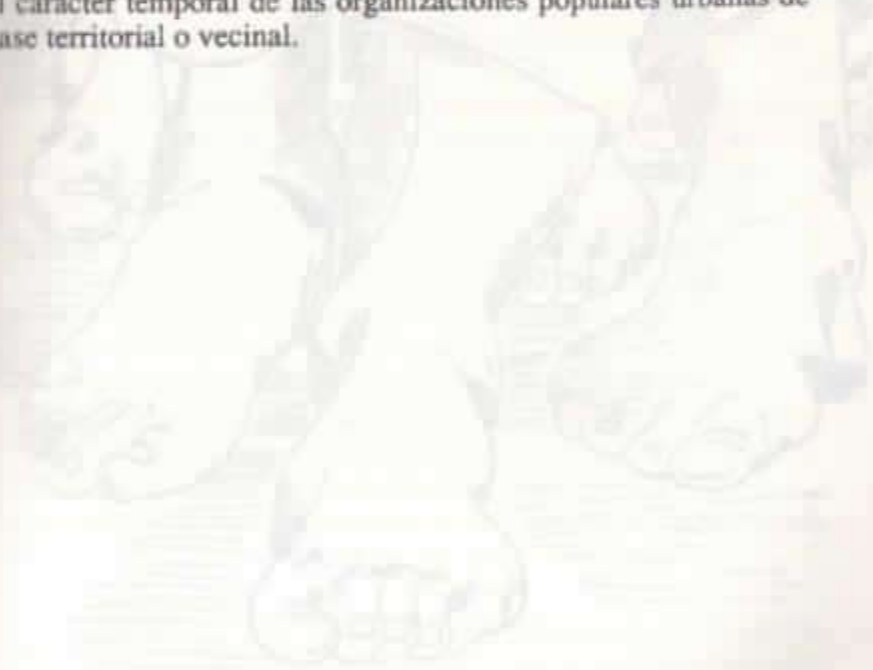 l carácter temporal de las organizaciones populares urbanas de
ase territorial o vecinal.